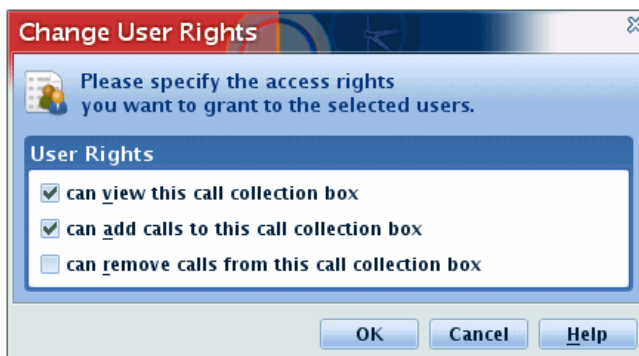 Change User Rights
Please specify the access rights
you want to grant to the selected users.
User Rights
can view this call collection box
can add calls to this call collection box
can remove calls from this call collection box
OK Cancel Help